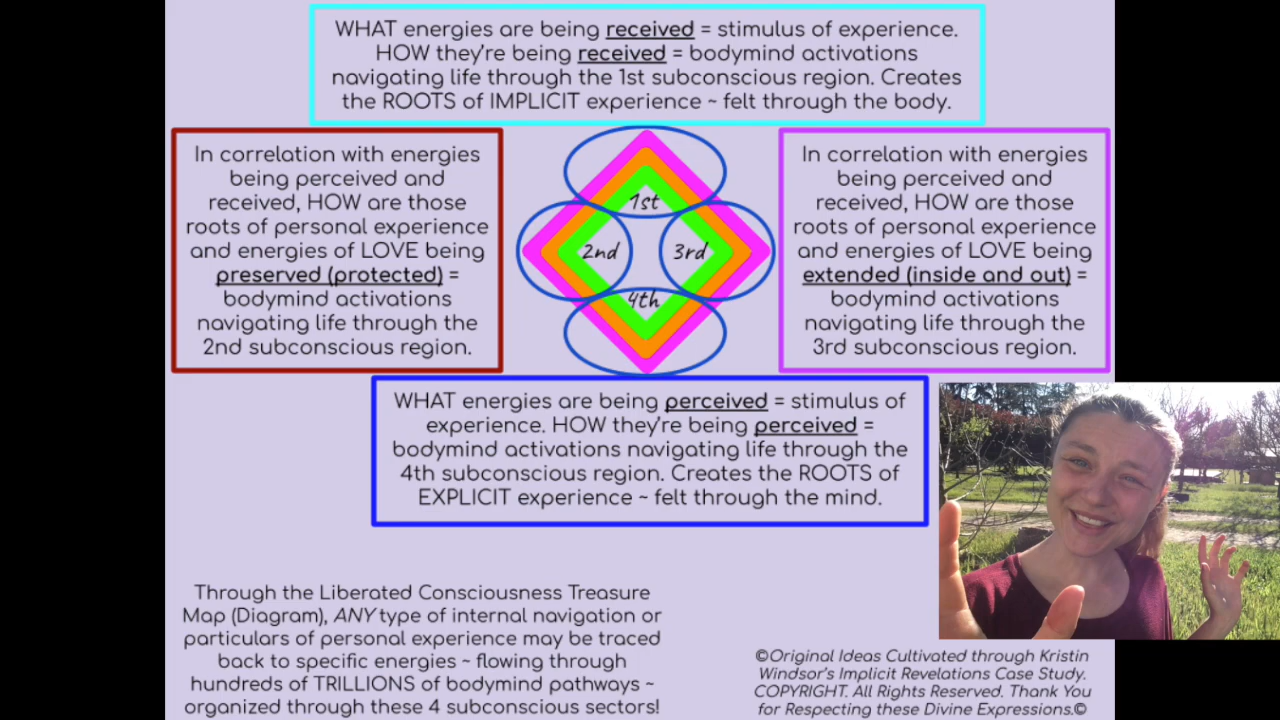 WHAT energies are being received = stimulus of experience.
HOW they're being received = bodymind activations
navigating life through the 1st subconscious region. Creates
the ROOTS of IMPLICIT experience ~ felt through the body.
In correlation with energies
being perceived and
received, HOW are those
roots of personal experience
and energies of LOVE being
preserved (protected) =
bodymind activations
navigating life through the
2nd subconscious region.
1st
2nd
3rd
4th
In correlation with energies
being perceived and
received, HOW are those
roots of personal experience
and energies of LOVE being
extended (inside and out) =
bodymind activations
navigating life through the
3rd subconscious region.
WHAT energies are being perceived = stimulus of
experience. HOW they're being perceived =
bodymind activations navigating life through the
4th subconscious region. Creates the ROOTS of
EXPLICIT experience ~ felt through the mind.
Through the Liberated Consciousness Treasure
Map (Diagram), ANY type of internal navigation or
particulars of personal experience may be traced
back to specific energies ~ flowing through
hundreds of TRILLIONS of bodymind pathways ~
organized through these 4 subconscious sectors!
©Original Ideas Cultivated through Kristin
Windsor's Implicit Revelations Case Study.
COPYRIGHT. All Rights Reserved. Thank You
for Respecting these Divine Expressions.©